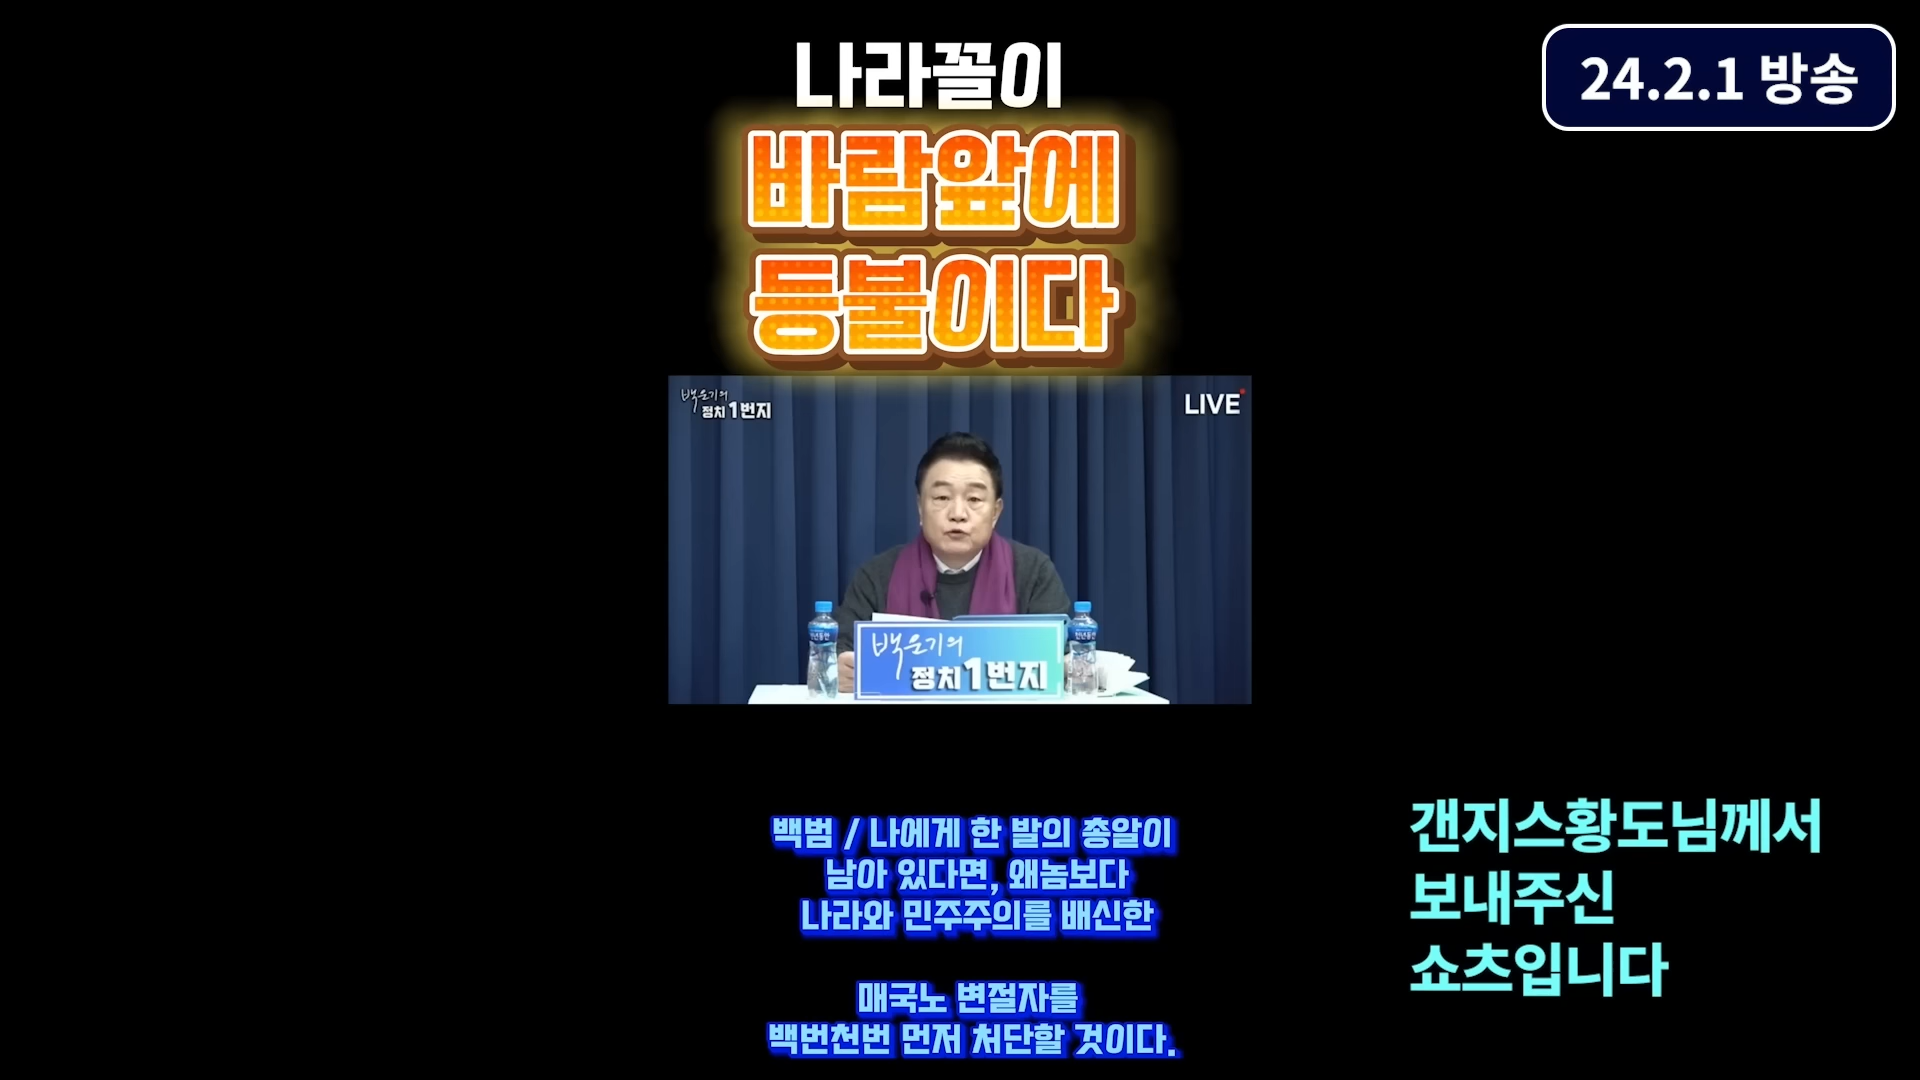 나라꼴이
바람앞에
등불이다
24.2.1 방송
백운기의
정치1번지
LIVE
백운기의
정치1번지
백범 / 나에게 한 발의 총알이
남아 있다면, 왜놈보다
나라와 민주주의를 배신한
매국노 변절자를
백번천번 먼저 처단할 것이다.
갠지스황도님께서
보내주신
쇼츠입니다